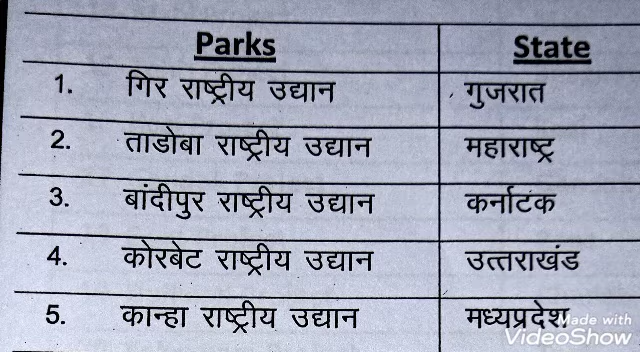 Parks State
1. गिर राष्ट्रीय उद्यान गुजरात
2. ताडोबा राष्ट्रीय उद्यान महाराष्ट्र
3. बांदीपुर राष्ट्रीय उद्यान कर्नाटक
4. कोरबेट राष्ट्रीय उद्यान उत्तराखंड
5. कान्हा राष्ट्रीय उद्यान मध्यप्रदेश
Made with
VideoShow